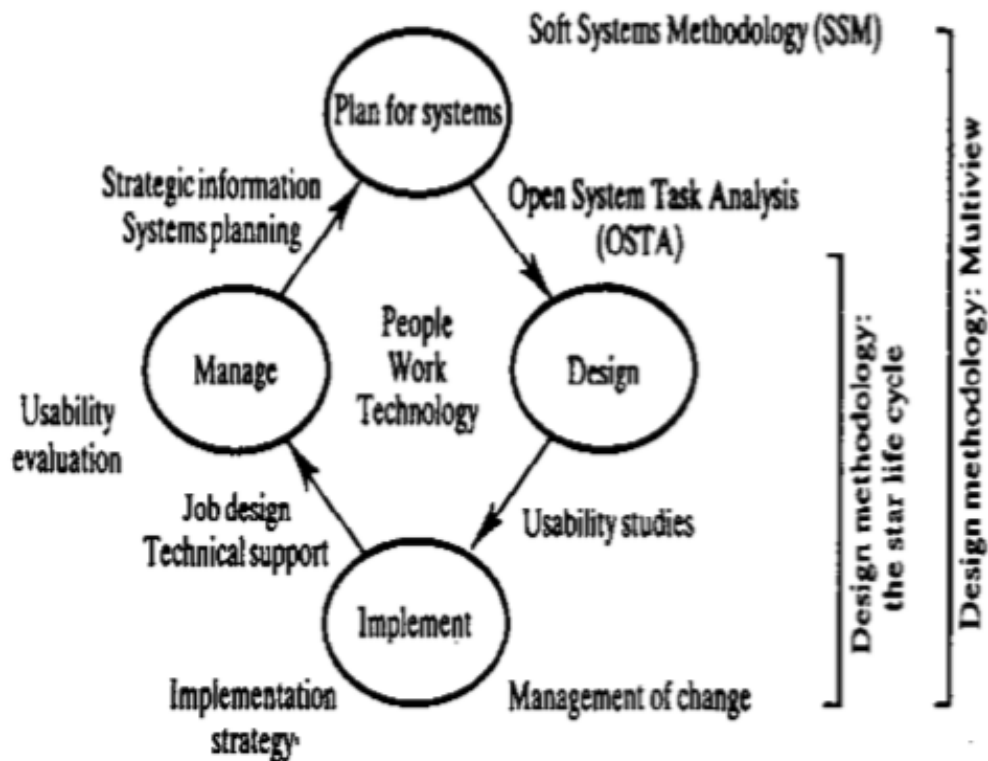 Soft Systems Methodology (SSM)
Plan for systems
Strategic information
Systems planning
Open System Task Analysis
(OSTA)
People
Work
Technology
Manage
Design
Usability
evaluation
Job design
Technical support
Usability studies
Implement
Implementation
strategy
Management of change
Design methodology:
the star life cycle
Design methodology: Multiview